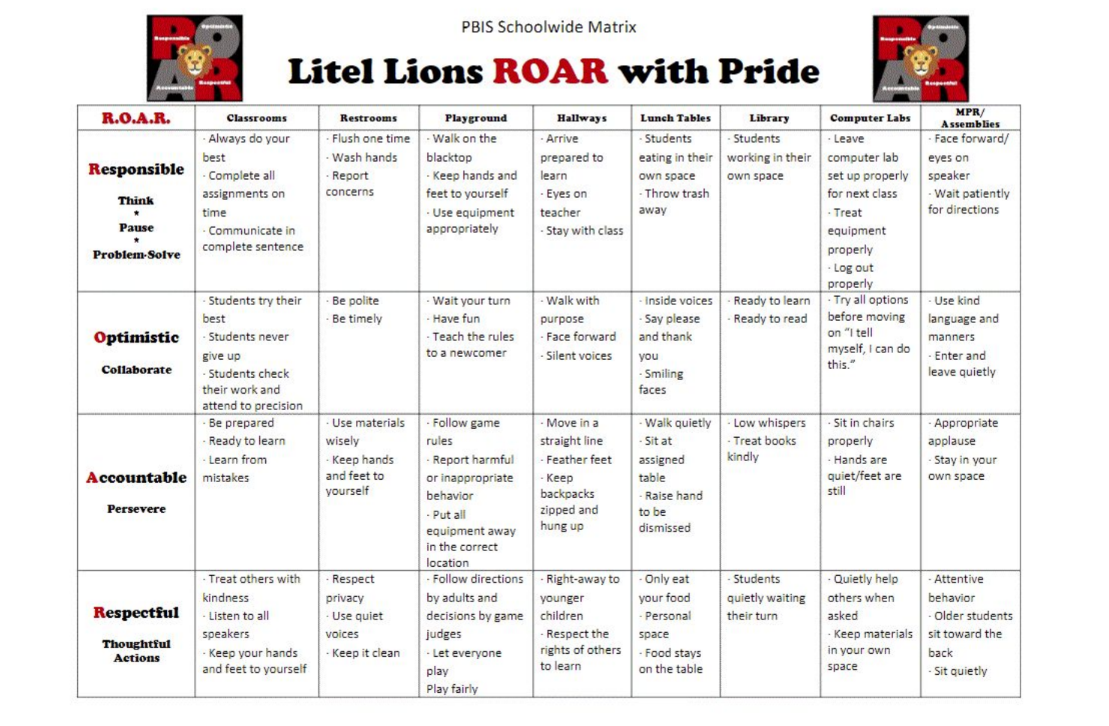 PBIS Schoolwide Matrix
Litel Lions ROAR with Pride
Responsible
Optimistic
Accountable
Respectful
ROAR
Responsible
Optimistic
Accountable
Respectful
ROAR
R.O.A.R.
Classrooms
Restrooms
Playground
Hallways
Lunch Tables
Library
Computer Labs
MPR/
Assemblies
Responsible
Think
*
Pause
*
Problem-Solve
· Always do your
best
· Complete all
assignments on
time
· Communicate in
complete sentence
· Flush one time
· Wash hands
· Report
concerns
· Walk on the
blacktop
· Keep hands and
feet to yourself
· Use equipment
appropriately
· Arrive
prepared to
learn
· Eyes on
teacher
· Stay with class
· Students
eating in their
own space
· Throw trash
away
· Students
working in their
own space
· Leave
computer lab
set up properly
for next class
· Treat
equipment
properly
· Log out
properly
· Face forward/
eyes on
speaker
· Wait patiently
for directions
Optimistic
Collaborate
· Students try their
best
· Students never
give up
· Students check
their work and
attend to precision
· Be polite
· Be timely
· Wait your turn
· Have fun
· Teach the rules
to a newcomer
· Walk with
purpose
· Face forward
· Silent voices
· Inside voices
· Say please
and thank
you
· Smiling
faces
· Ready to learn
· Ready to read
· Try all options
before moving
on “I tell
myself, I can do
this.”
· Use kind
language and
manners
· Enter and
leave quietly
Accountable
Persevere
· Be prepared
· Ready to learn
· Learn from
mistakes
· Use materials
wisely
· Keep hands
and feet to
yourself
· Follow game
rules
· Report harmful
or inappropriate
behavior
· Put all
equipment away
in the correct
location
· Move in a
straight line
· Feather feet
· Keep
backpacks
zipped and
hung up
· Walk quietly
· Sit at
assigned
table
· Raise hand
to be
dismissed
· Low whispers
· Treat books
kindly
· Sit in chairs
properly
· Hands are
quiet/feet are
still
· Appropriate
applause
· Stay in your
own space
Respectful
Thoughtful
Actions
· Treat others with
kindness
· Listen to all
speakers
· Keep your hands
and feet to yourself
· Respect
privacy
· Use quiet
voices
· Keep it clean
· Follow directions
by adults and
decisions by game
judges
· Let everyone
play
Play fairly
· Right-away to
younger
children
· Respect the
rights of others
to learn
· Only eat
your food
· Personal
space
· Food stays
on the table
· Students
quietly waiting
their turn
· Quietly help
others when
asked
· Keep materials
in your own
space
· Attentive
behavior
· Older students
sit toward the
back
· Sit quietly